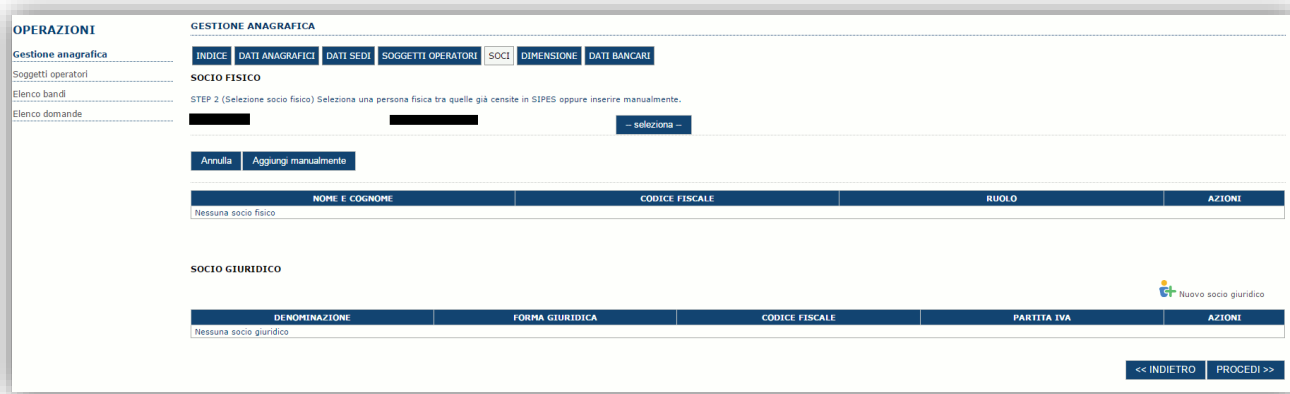 OPERAZIONI
Gestione anagrafica
Soggetti operatori
Elenco bandi
Elenco domande
GESTIONE ANAGRAFICA
INDICE DATI ANAGRAFICI DATI SEDI SOGGETTI OPERATORI SOCI DIMENSIONE DATI BANCARI
SOCIO FISICO
STEP 2 (Selezione socio fisico) Seleziona una persona fisica tra quelle già censite in SIPES oppure inserire manualmente.
-- seleziona --
Annulla Aggiungi manualmente
NOME E COGNOME CODICE FISCALE RUOLO AZIONI
Nessuna socio fisico
SOCIO GIURIDICO
Nuovo socio giuridico
DENOMINAZIONE FORMA GIURIDICA CODICE FISCALE PARTITA IVA AZIONI
Nessuna socio giuridico
<< INDIETRO PROCEDI >>